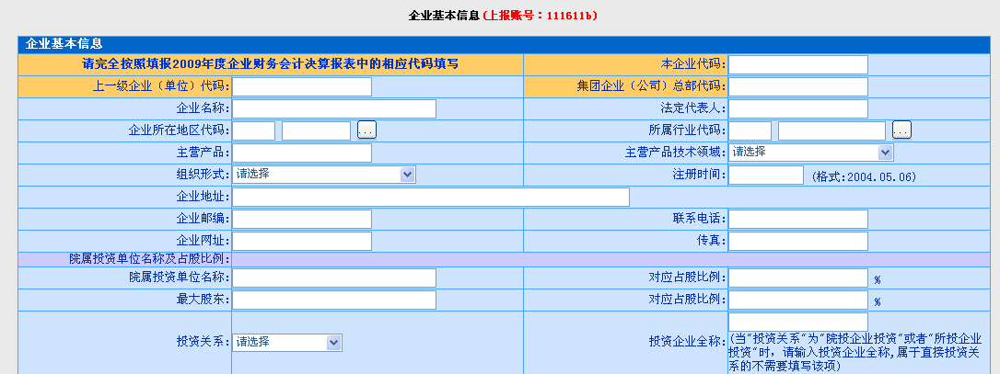 企业基本信息(上报账号：111611b)
企业基本信息
请完全按照填报2009年度企业财务会计决算报表中的相应代码填写 本企业代码:
上一级企业（单位）代码: 集团企业（公司）总部代码:
企业名称: 法定代表人:
企业所在地区代码: ... 所属行业代码: ...
主营产品: 主营产品技术领域: 请选择
组织形式: 请选择 注册时间: (格式:2004.05.06)
企业地址:
企业邮编: 联系电话:
企业网址: 传真:
院属投资单位名称及占股比例:
院属投资单位名称: 对应占股比例: %
最大股东: 对应占股比例: %
投资关系: 请选择 投资企业全称:
(当"投资关系"为"院投企业投资"或者"所投企业
投资"时，请输入投资企业全称,属于直接投资关
系的不需要填写该项)